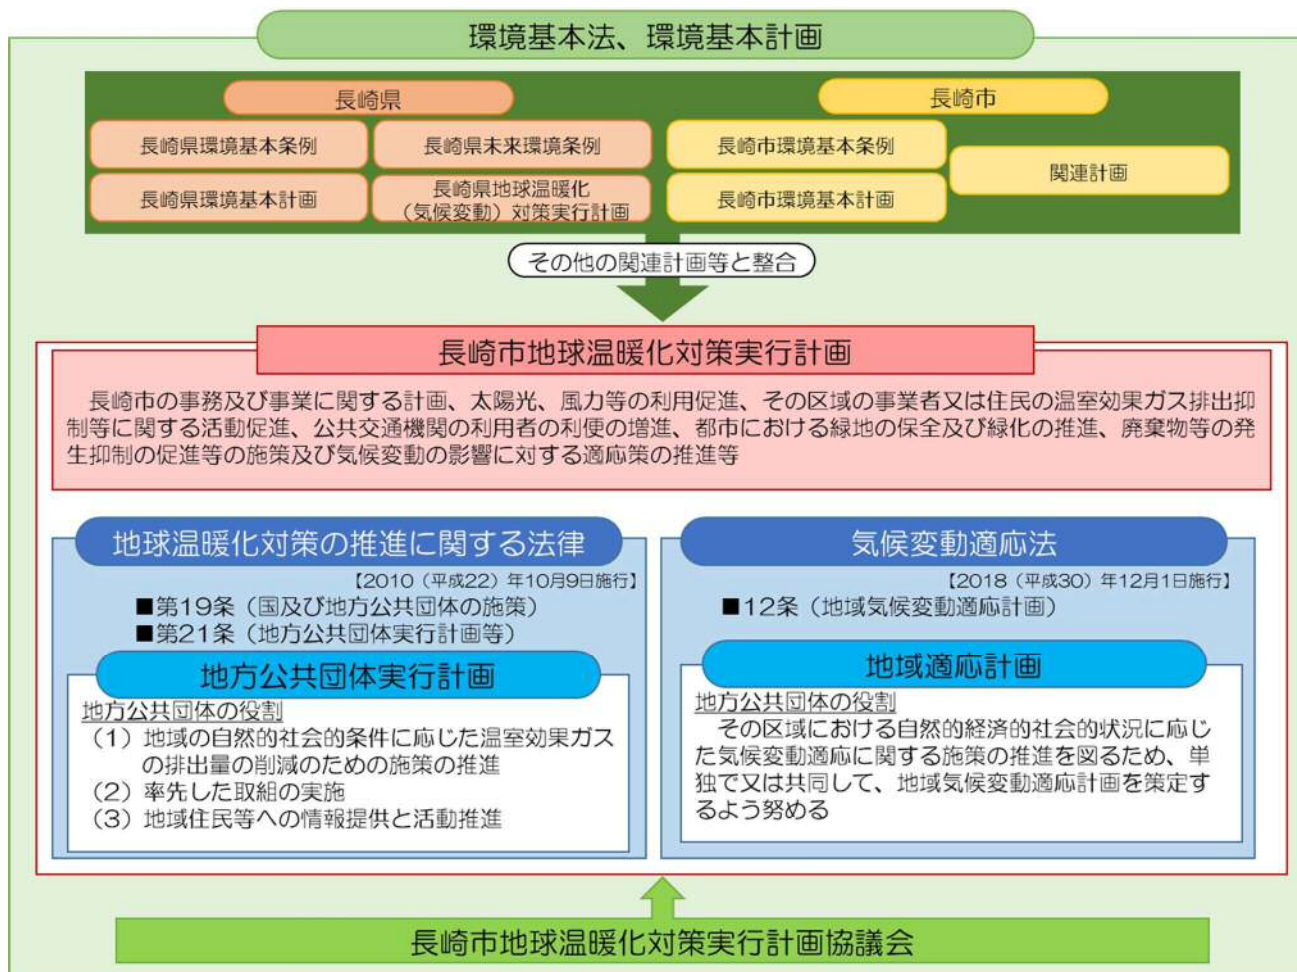 環境基本法、環境基本計画
長崎県
長崎県環境基本条例
長崎県未来環境条例
長崎県環境基本計画
長崎県地球温暖化
（気候変動）対策実行計画
長崎市
長崎市環境基本条例
長崎市環境基本計画
関連計画
その他の関連計画等と整合
長崎市地球温暖化対策実行計画
長崎市の事務及び事業に関する計画、太陽光、風力等の利用促進、その区域の事業者又は住民の温室効果ガス排出抑
制等に関する活動促進、公共交通機関の利用者の利便の増進、都市における緑地の保全及び緑化の推進、廃棄物等の発
生抑制の促進等の施策及び気候変動の影響に対する適応策の推進等
地球温暖化対策の推進に関する法律
【2010（平成22）年10月9日施行】
■第19条（国及び地方公共団体の施策）
■第21条（地方公共団体実行計画等）
地方公共団体実行計画
地方公共団体の役割
（1）地域の自然的社会的条件に応じた温室効果ガス
の排出量の削減のための施策の推進
（2）率先した取組の実施
（3）地域住民等への情報提供と活動推進
気候変動適応法
【2018（平成30）年12月1日施行】
■12条（地域気候変動適応計画）
地域適応計画
地方公共団体の役割
その区域における自然的経済的社会的状況に応じ
た気候変動適応に関する施策の推進を図るため、単
独で又は共同して、地域気候変動適応計画を策定す
るよう努める
長崎市地球温暖化対策実行計画協議会